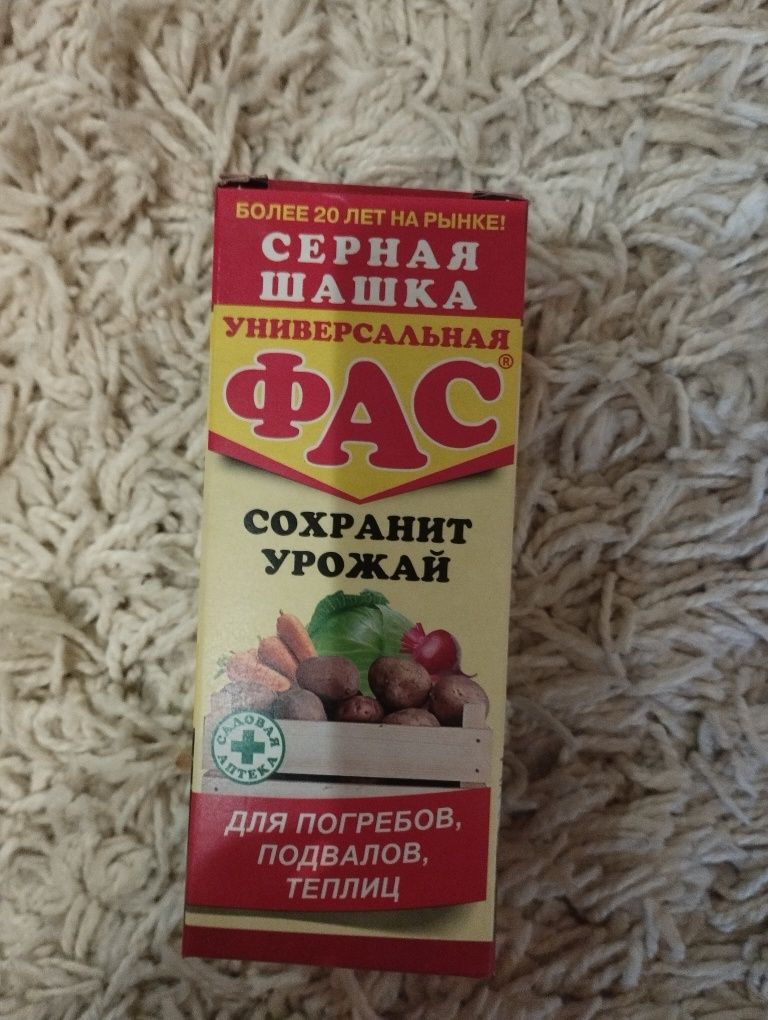 БОЛЕЕ 20 ЛЕТ НА РЫНКЕ!
СЕРНАЯ
ШАШКА
УНИВЕРСАЛЬНАЯ
ФАС®
СОХРАНИТ
УРОЖАЙ
САДОВАЯ
АПТЕКА
ДЛЯ ПОГРЕБОВ,
ПОДВАЛОВ,
ТЕПЛИЦ